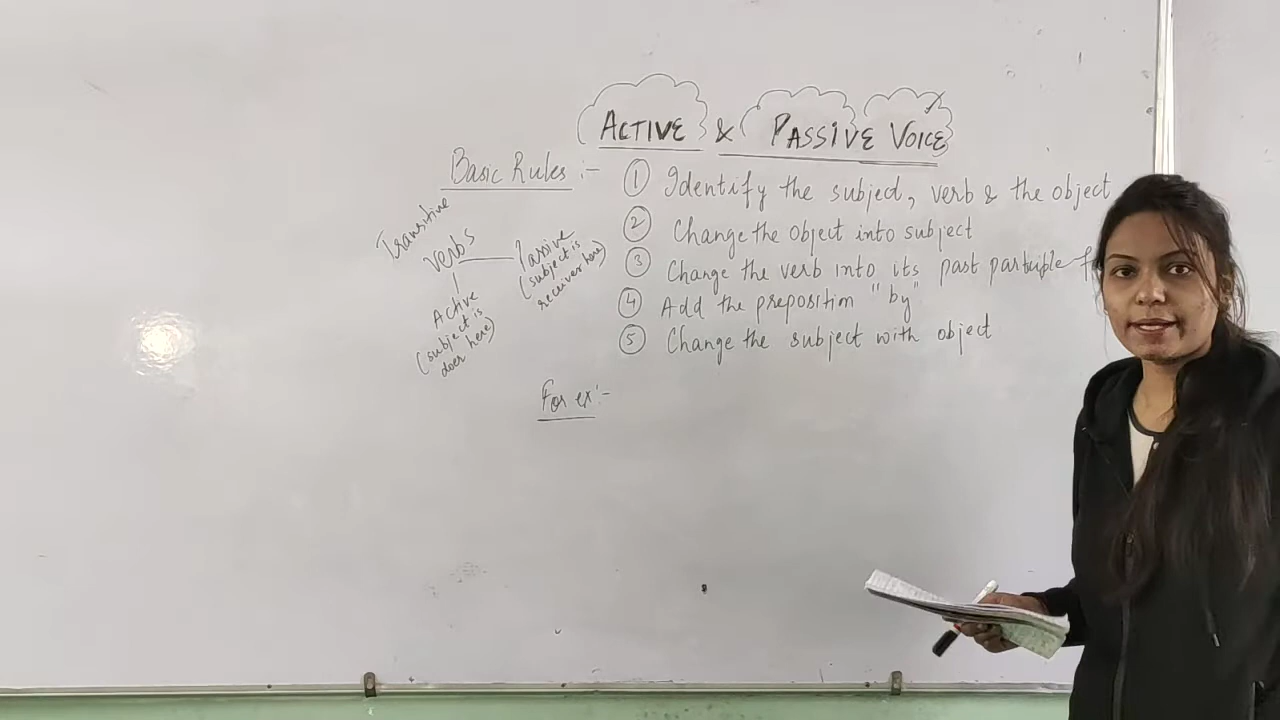 ACTIVE & PASSIVE VOICE
Basic Rules :-
① Identify the subject, verb & the object
② Change the object into subject
③ Change the verb into its past participle
④ Add the preposition "by"
⑤ Change the subject with object
Transitive
verbs
Passive
(subject is
receiver here)
Active
(subject is
doer here)
For ex:-